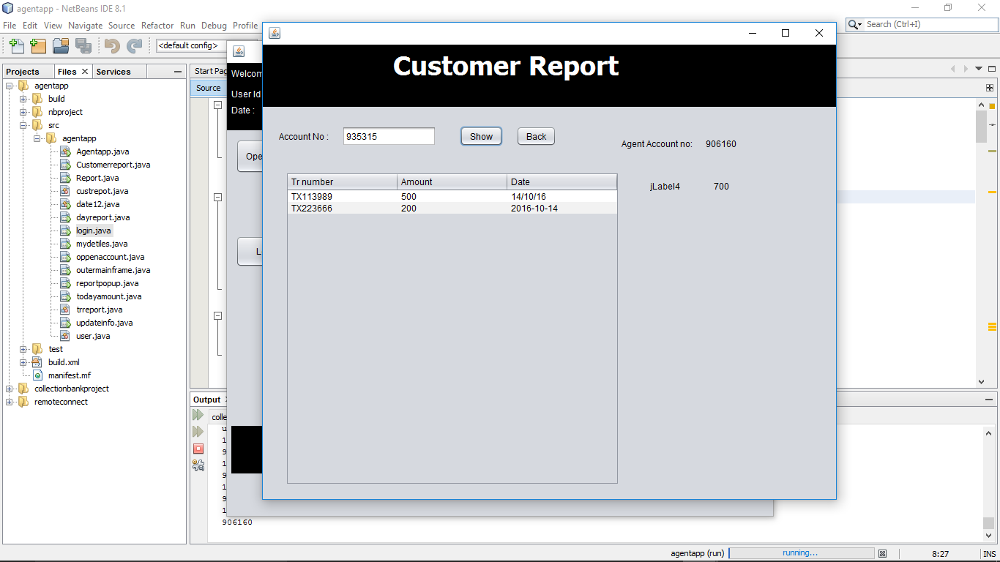 agentapp - NetBeans IDE 8.1
File Edit View Navigate Source Refactor Run Debug Profile
Search (Ctrl+I)
<default config>
Projects Files Services
Start Pag
Source
agentapp
build
nbproject
src
agentapp
Agentapp.java
Customerreport.java
Report.java
custrepot.java
date12.java
dayreport.java
login.java
mydetiles.java
oppenaccount.java
outermainframe.java
reportpopup.java
todayamount.java
trreport.java
updateinfo.java
user.java
test
build.xml
manifest.mf
collectionbankproject
remoteconnect
Welcom
User Id
Date :
Ope
L
Customer Report
Account No : 935315 Show Back
Agent Account no: 906160
Tr number Amount Date
TX113989 500 14/10/16
TX223666 200 2016-10-14
jLabel4 700
Output
colle
u
1
9
1
9
1
9
1
906160
agentapp (run) running... 8:27 INS